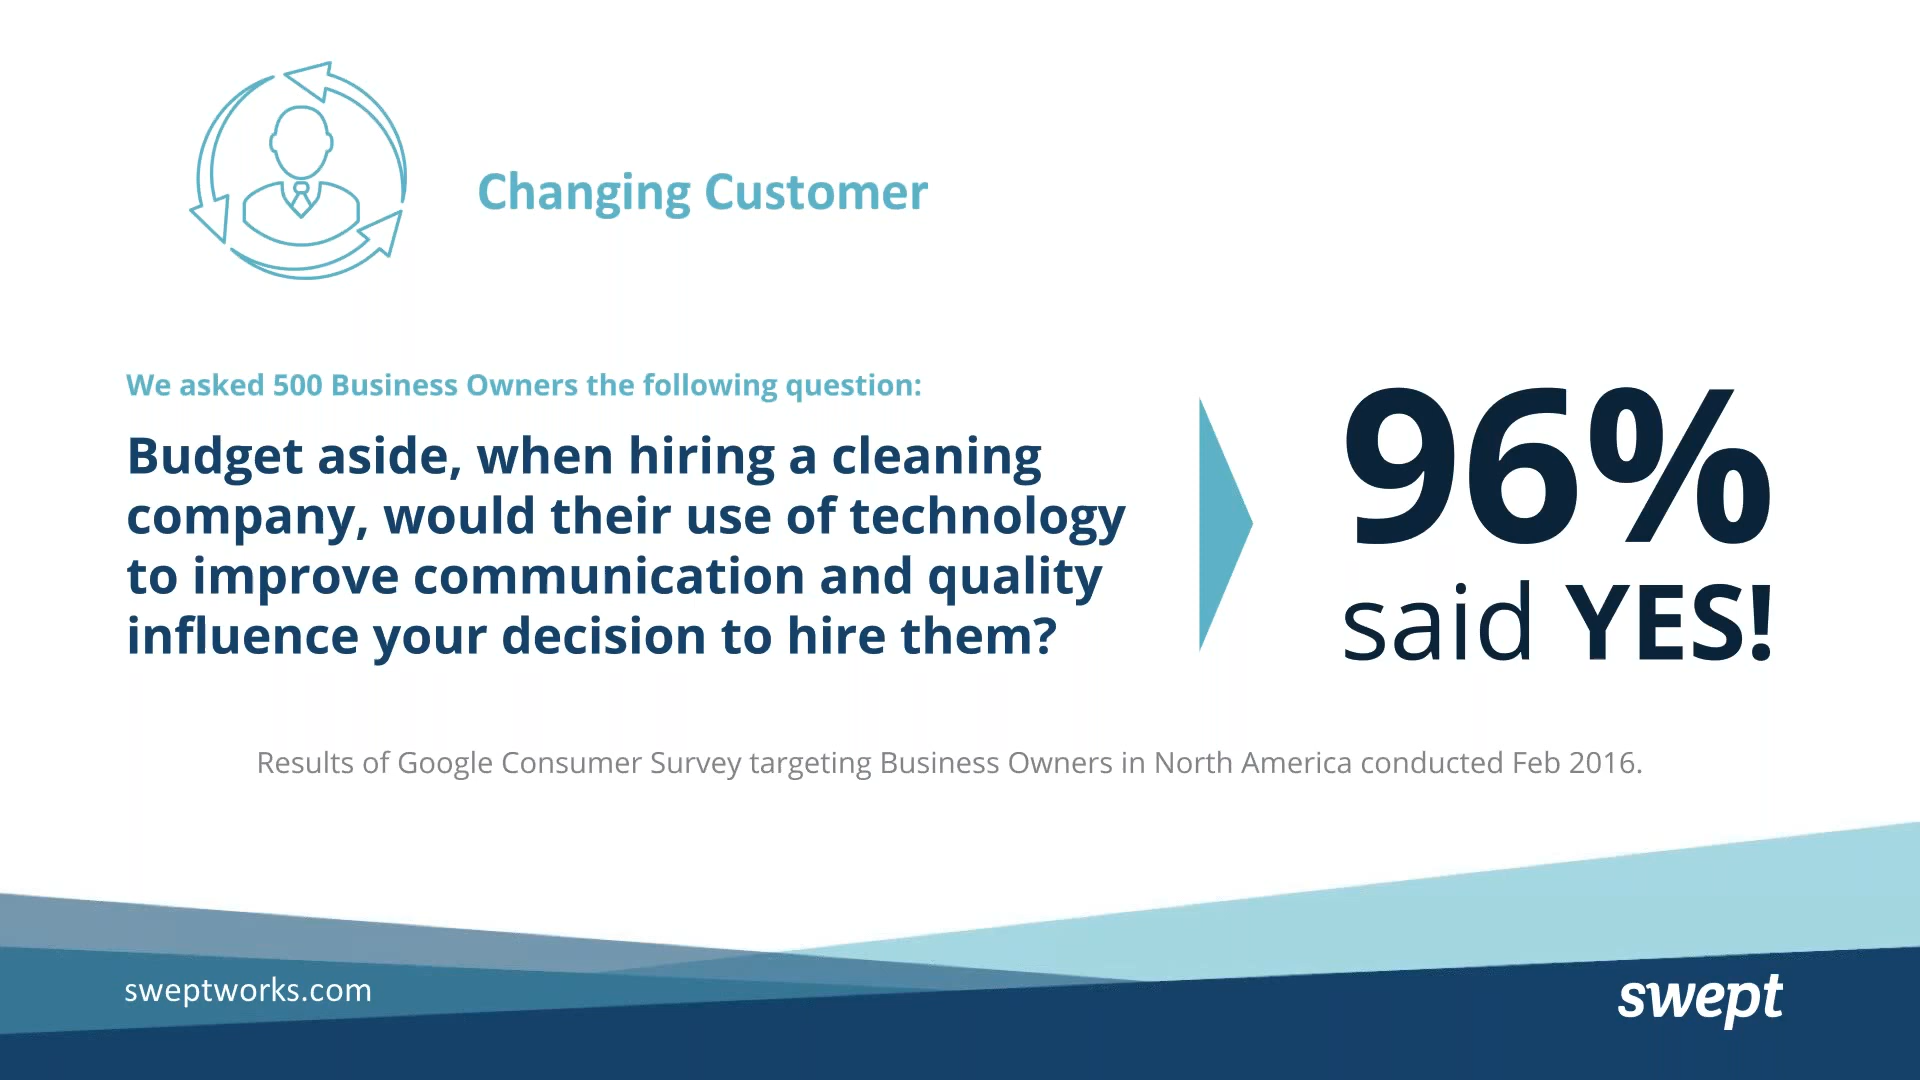 Changing Customer
We asked 500 Business Owners the following question:
Budget aside, when hiring a cleaning
company, would their use of technology
to improve communication and quality
influence your decision to hire them?
96%
said YES!
Results of Google Consumer Survey targeting Business Owners in North America conducted Feb 2016.
sweptworks.com
swept